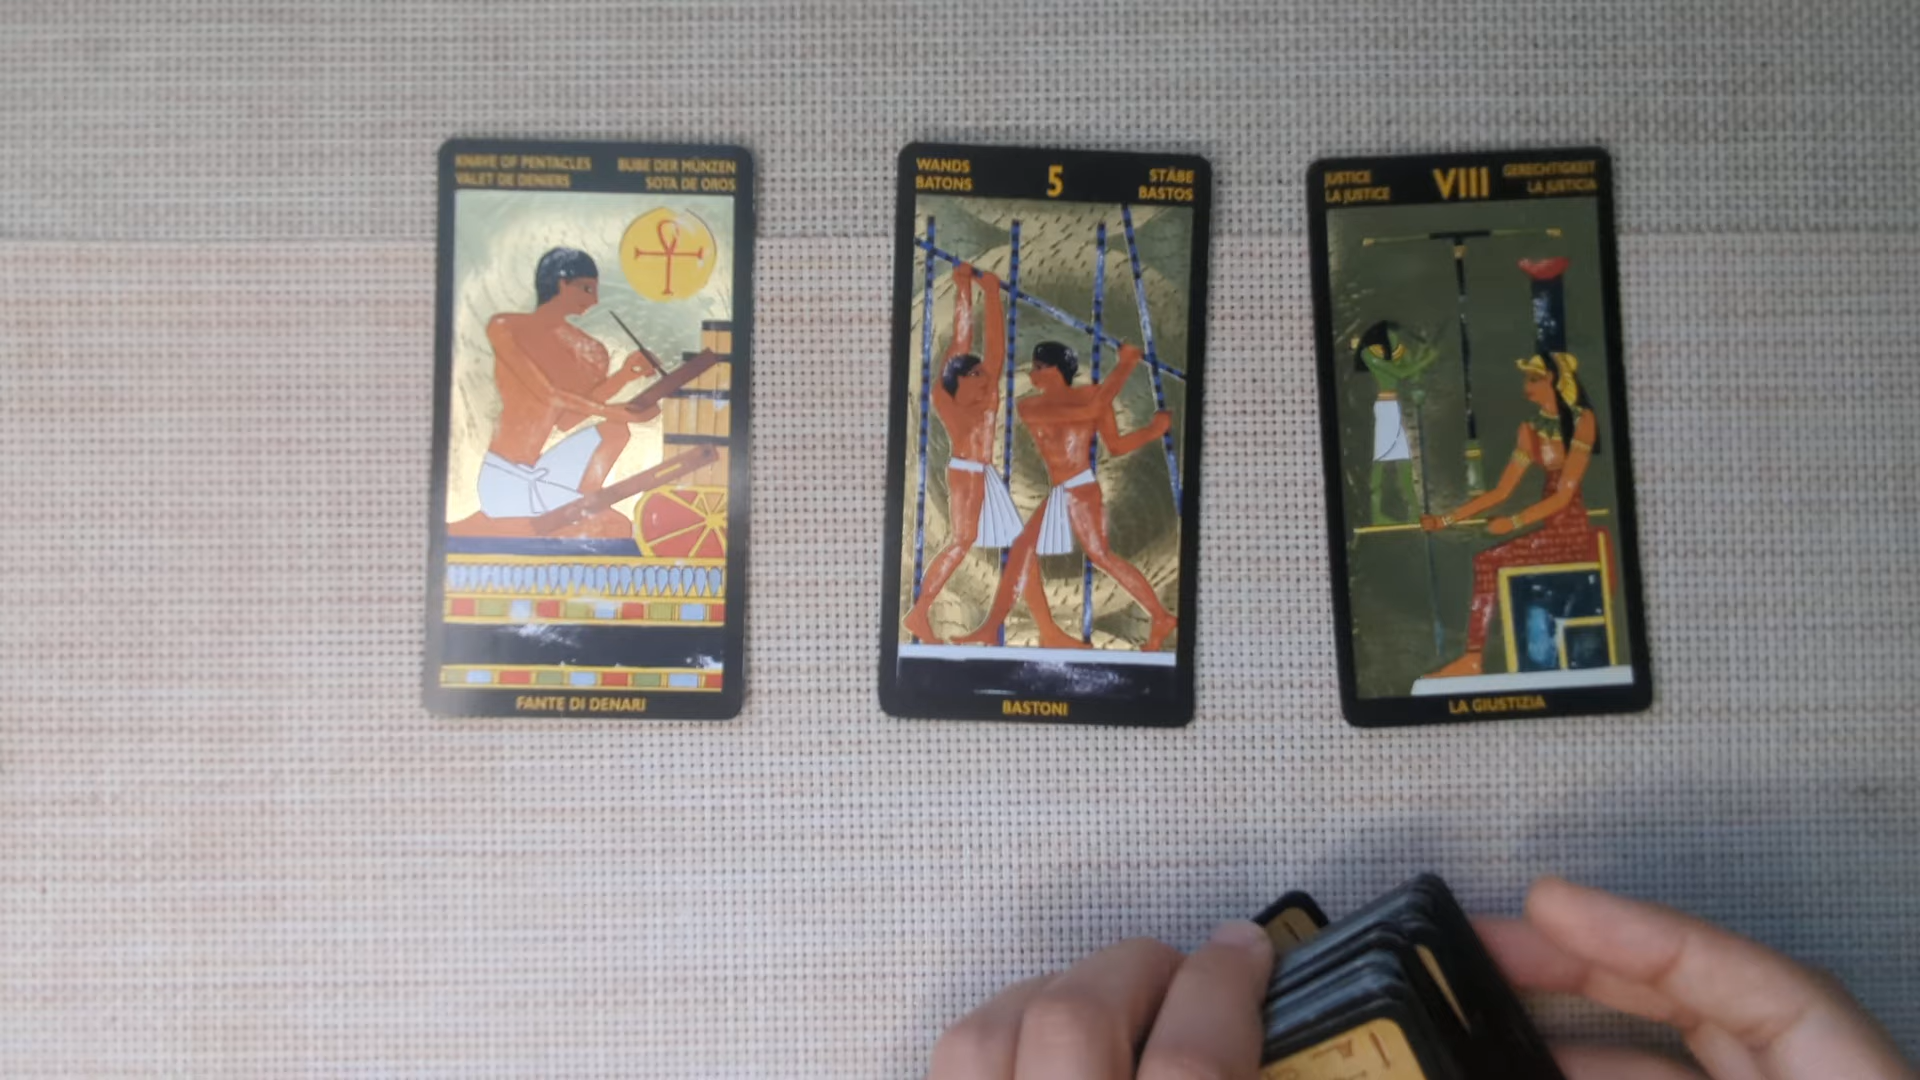 KNAVE OF PENTACLES
VALET DE DENIERS
BUBE DER MÜNZEN
SOTA DE OROS
FANTE DI DENARI
WANDS
BATONS
5
STÄBE
BASTOS
BASTONI
JUSTICE
LA JUSTICE
VIII
GERECHTIGKEIT
LA JUSTICIA
LA GIUSTIZIA